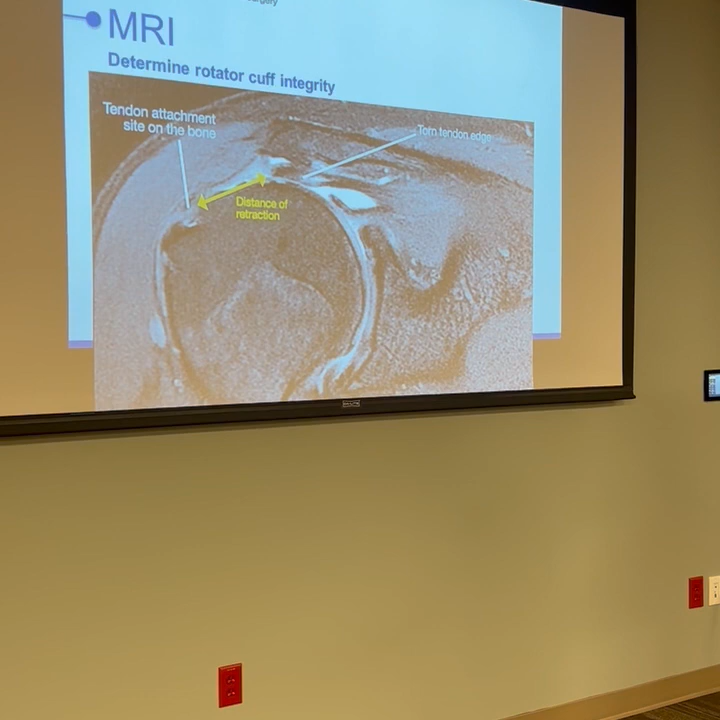 MRI
Determine rotator cuff integrity
Tendon attachment
site on the bone
Torn tendon edge
Distance of
retraction